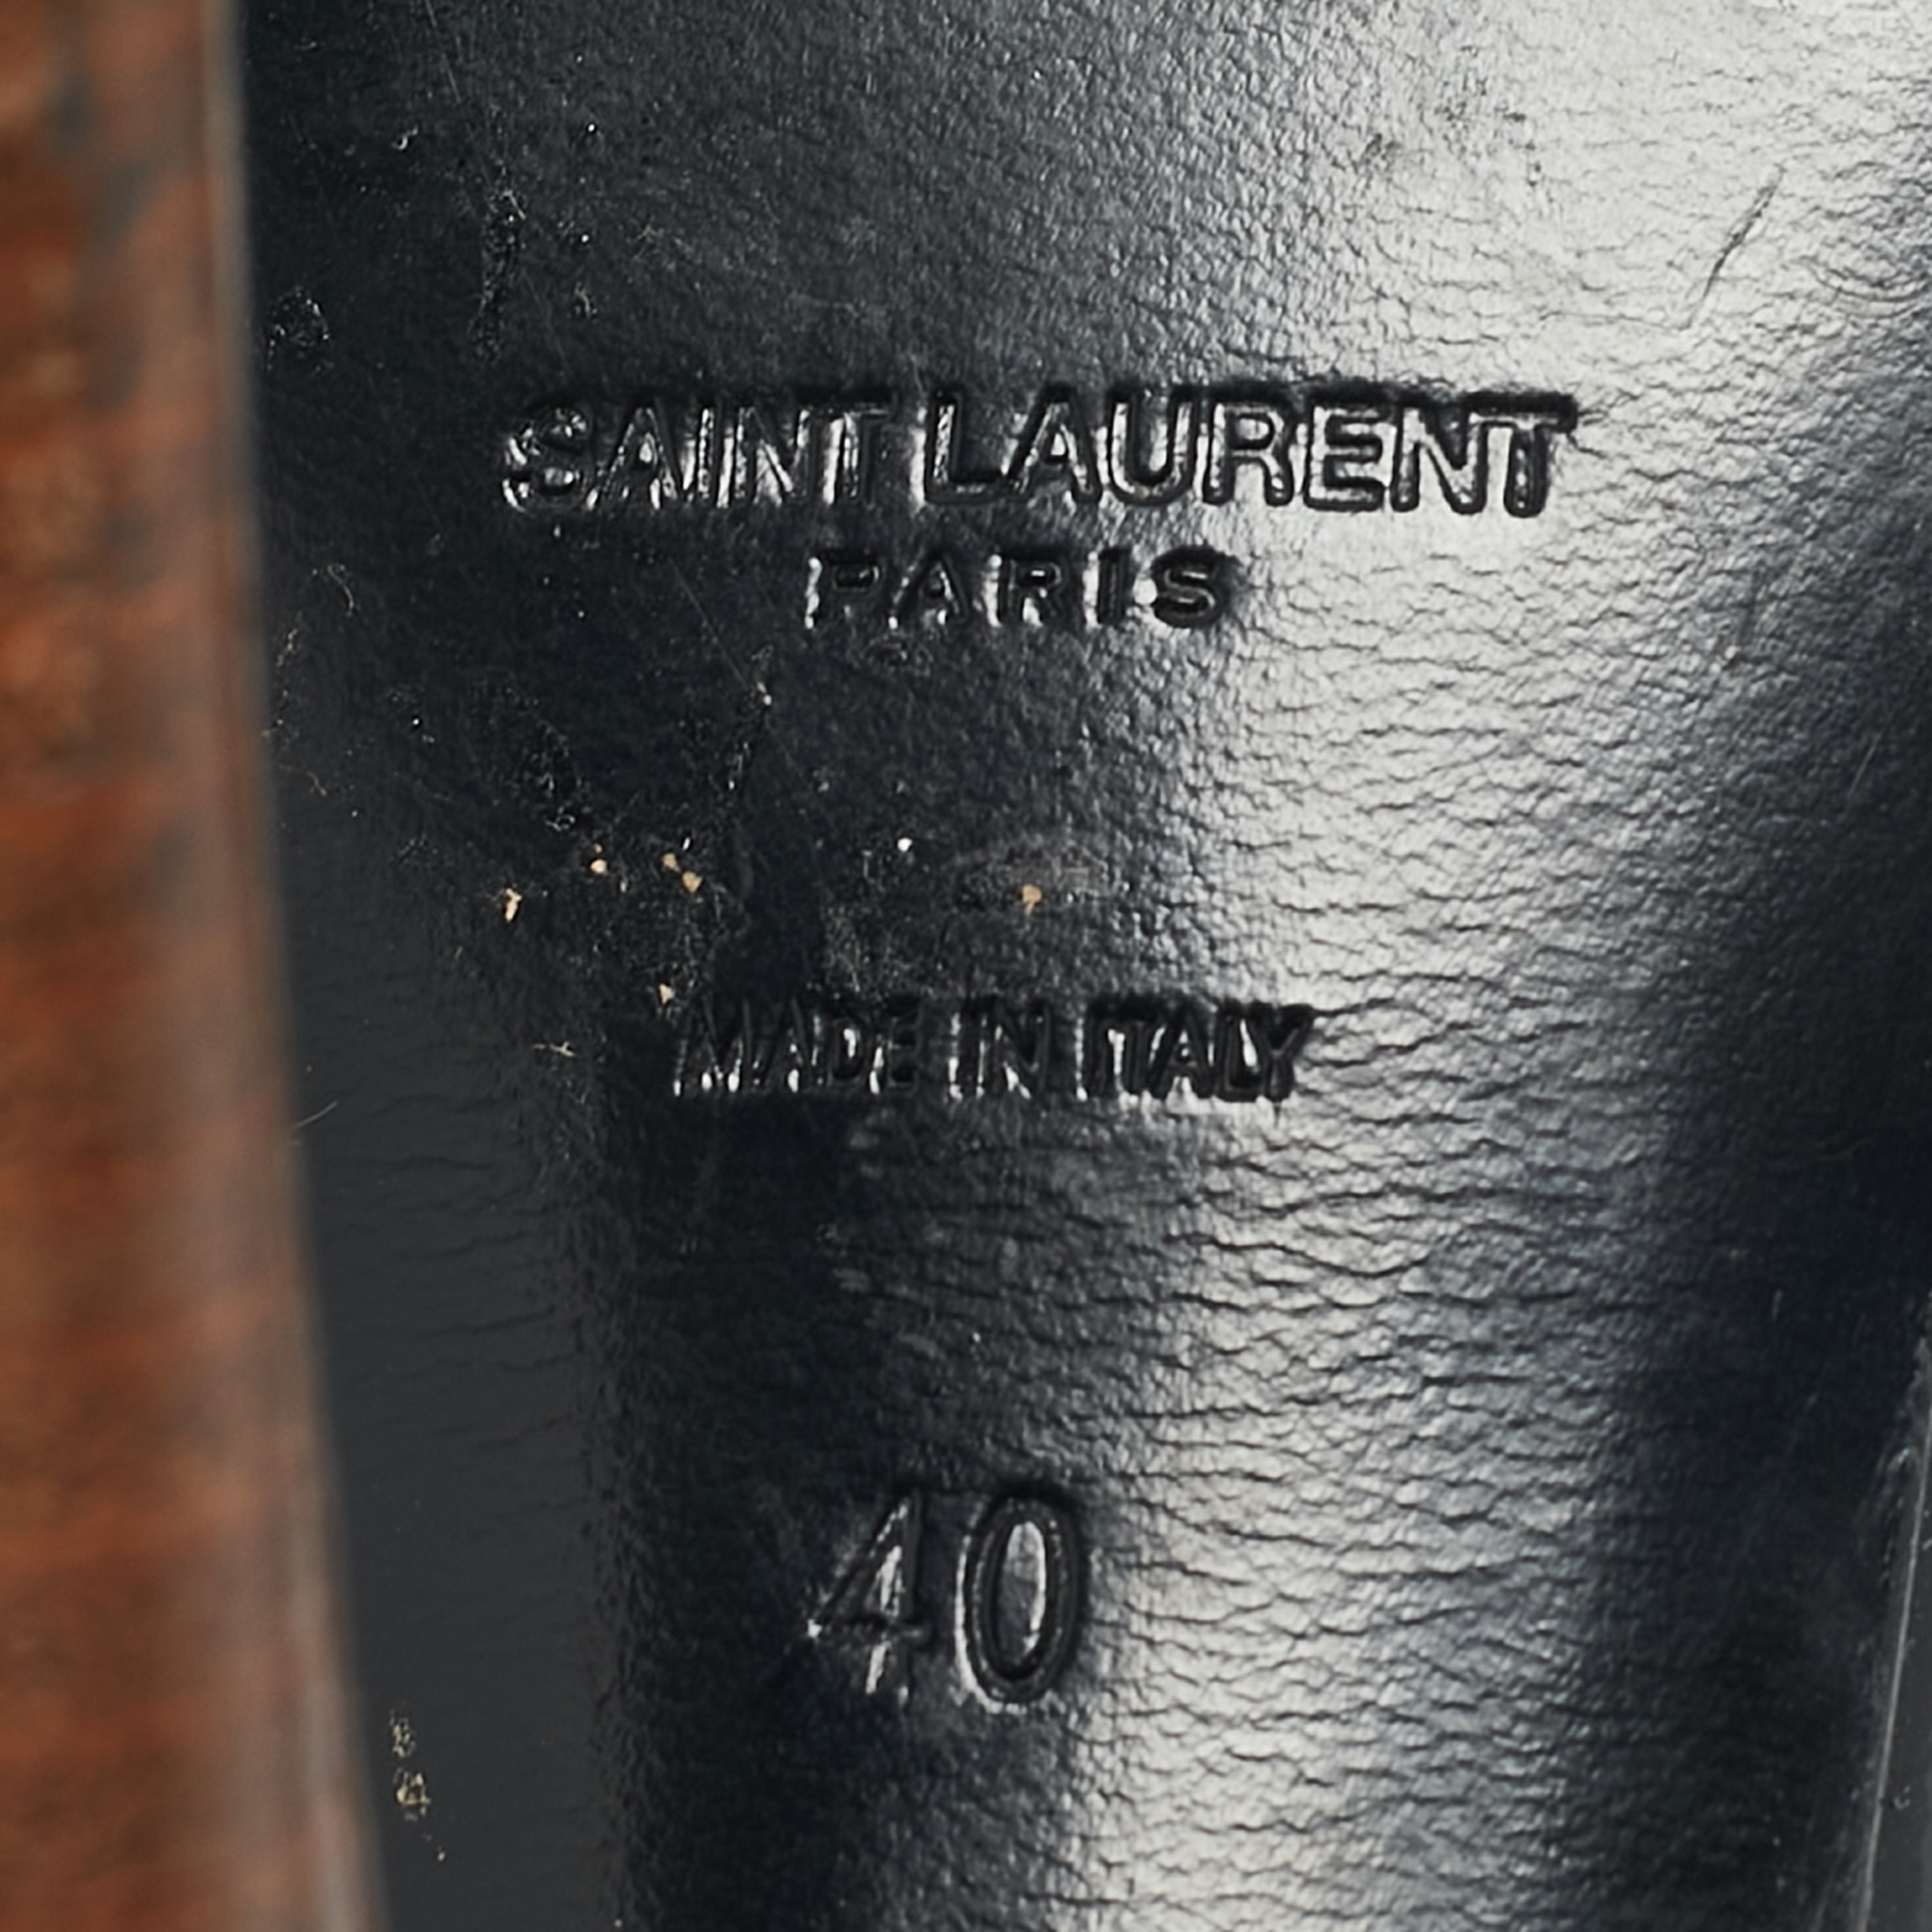 SAINT LAURENT
PARIS
MADE IN ITALY
40